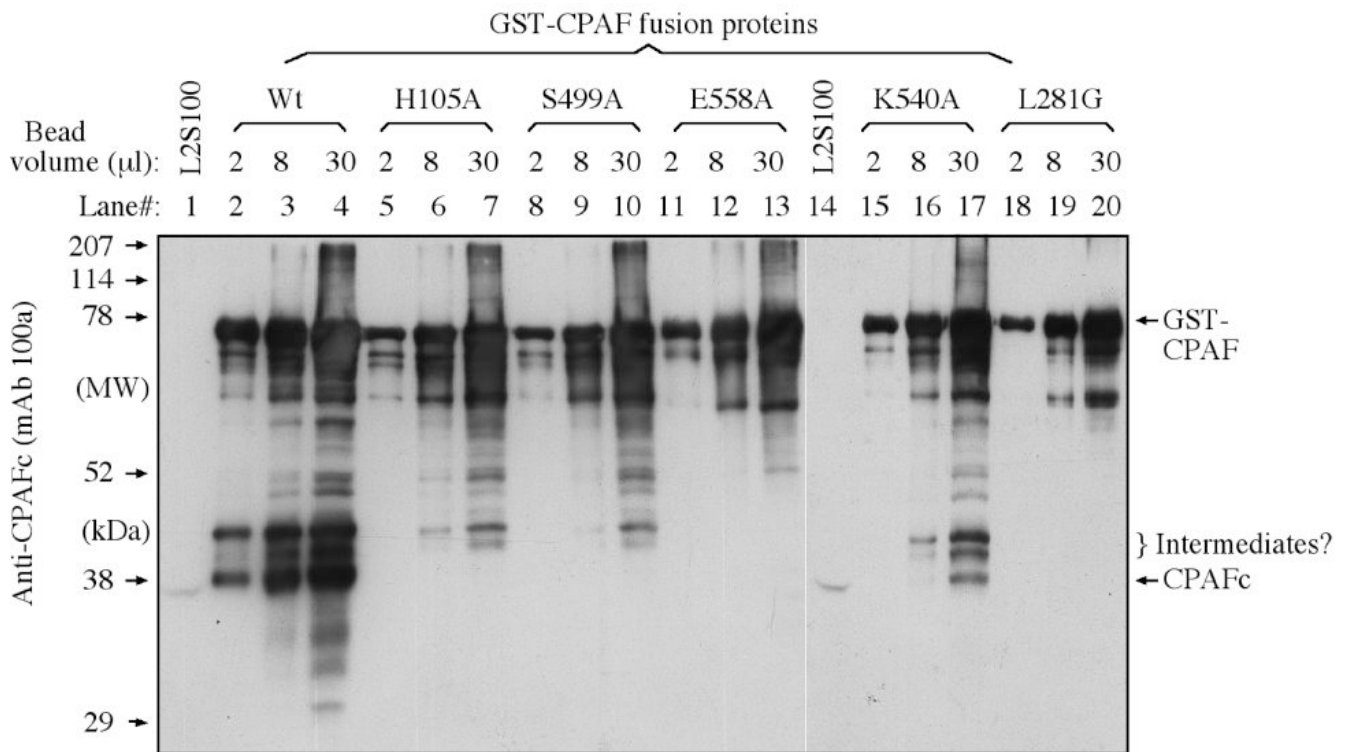 GST-CPAF fusion proteins
L2S100
Wt H105A S499A E558A
L2S100
K540A L281G
Bead
volume (µl): 2 8 30 2 8 30 2 8 30 2 8 30 2 8 30 2 8 30
Lane#: 1 2 3 4 5 6 7 8 9 10 11 12 13 14 15 16 17 18 19 20
Anti-CPAFc (mAb 100a)
207
114
78
(MW)
52
(kDa)
38
29
GST-
CPAF
} Intermediates?
CPAFc